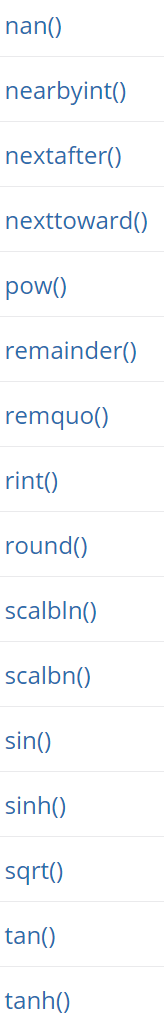 nan()
nearbyint()
nextafter()
nexttoward()
pow()
remainder()
remquo()
rint()
round()
scalbln()
scalbn()
sin()
sinh()
sqrt()
tan()
tanh()